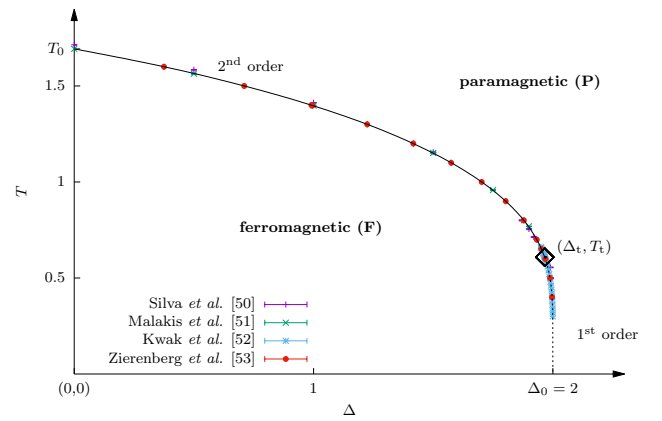 T₀
2ⁿᵈ order
paramagnetic (P)
1.5
1
T
ferromagnetic (F)
(Δₜ, Tₜ)
0.5
Silva et al. [50]
Malakis et al. [51]
Kwak et al. [52]
Zierenberg et al. [53]
1ˢᵗ order
(0,0)
1
Δ₀ = 2
Δ